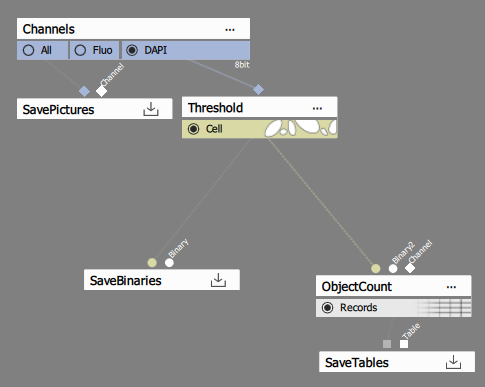 Channels ...
All Fluo DAPI
8bit
Channel
SavePictures
Threshold ...
Cell
Binary
SaveBinaries
Binary2
Channel
ObjectCount ...
Records
Table
SaveTables